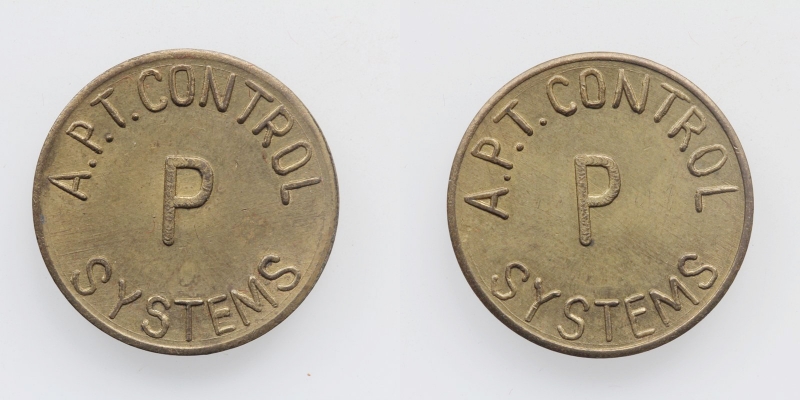 A.P.T. CONTROL
P
SYSTEMS
A.P.T. CONTROL
P
SYSTEMS